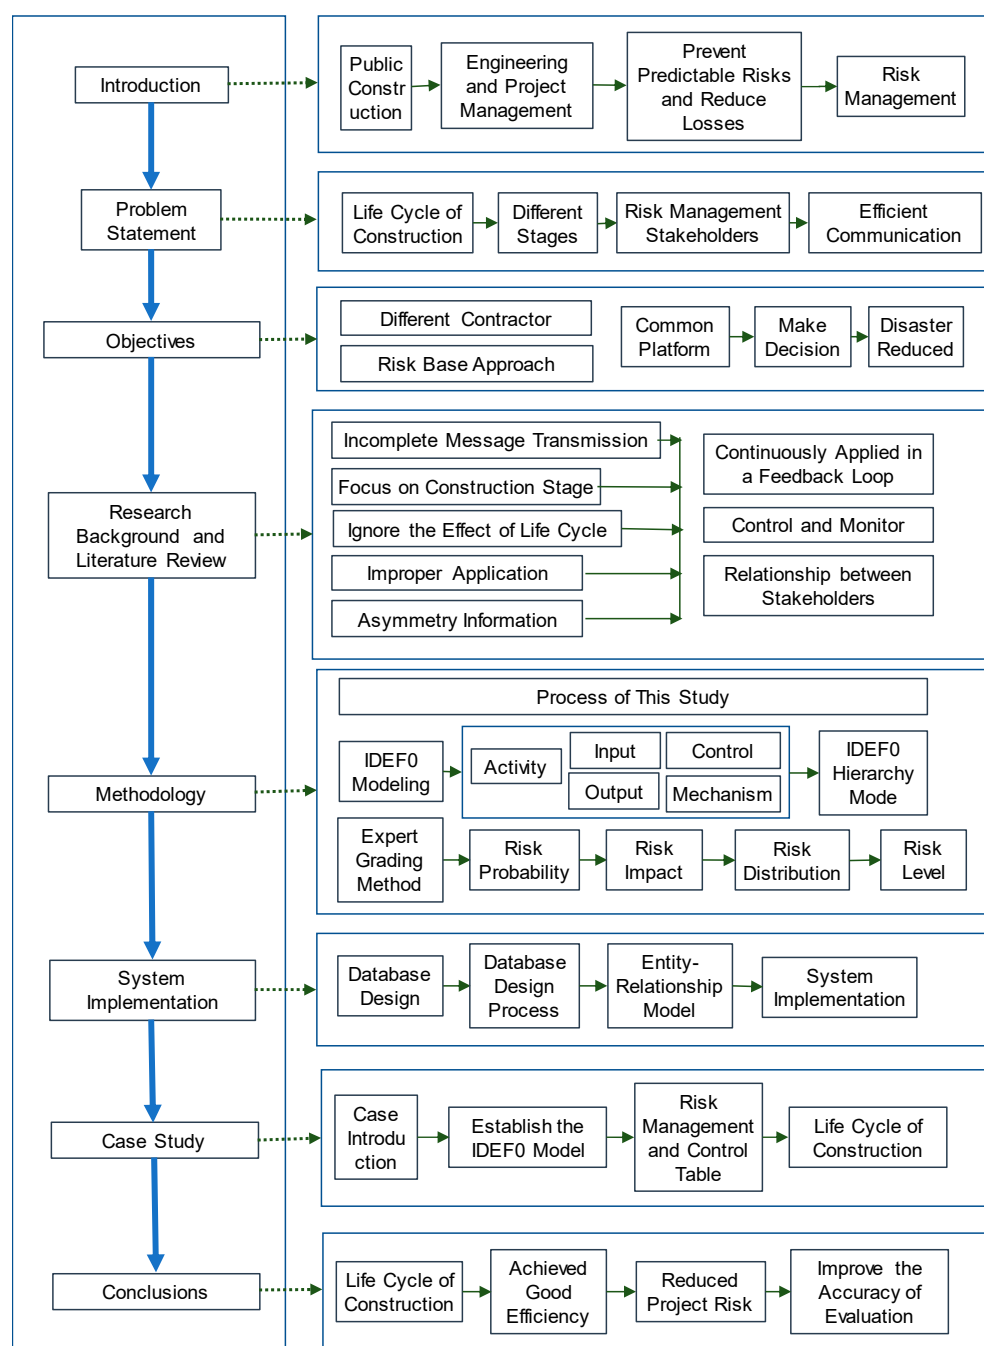 Introduction
Public
Constr
uction
Engineering
and Project
Management
Prevent
Predictable Risks
and Reduce
Losses
Risk
Management
Problem
Statement
Life Cycle of
Construction
Different
Stages
Risk Management
Stakeholders
Efficient
Communication
Objectives
Different Contractor
Risk Base Approach
Common
Platform
Make
Decision
Disaster
Reduced
Research
Background and
Literature Review
Incomplete Message Transmission
Focus on Construction Stage
Ignore the Effect of Life Cycle
Improper Application
Asymmetry Information
Continuously Applied in
a Feedback Loop
Control and Monitor
Relationship between
Stakeholders
Methodology
Process of This Study
IDEF0
Modeling
Activity
Input
Output
Control
Mechanism
IDEF0
Hierarchy
Mode
Expert
Grading
Method
Risk
Probability
Risk
Impact
Risk
Distribution
Risk
Level
System
Implementation
Database
Design
Database
Design
Process
Entity-
Relationship
Model
System
Implementation
Case Study
Case
Introdu
ction
Establish the
IDEF0 Model
Risk
Management
and Control
Table
Life Cycle of
Construction
Conclusions
Life Cycle of
Construction
Achieved
Good
Efficiency
Reduced
Project Risk
Improve the
Accuracy of
Evaluation